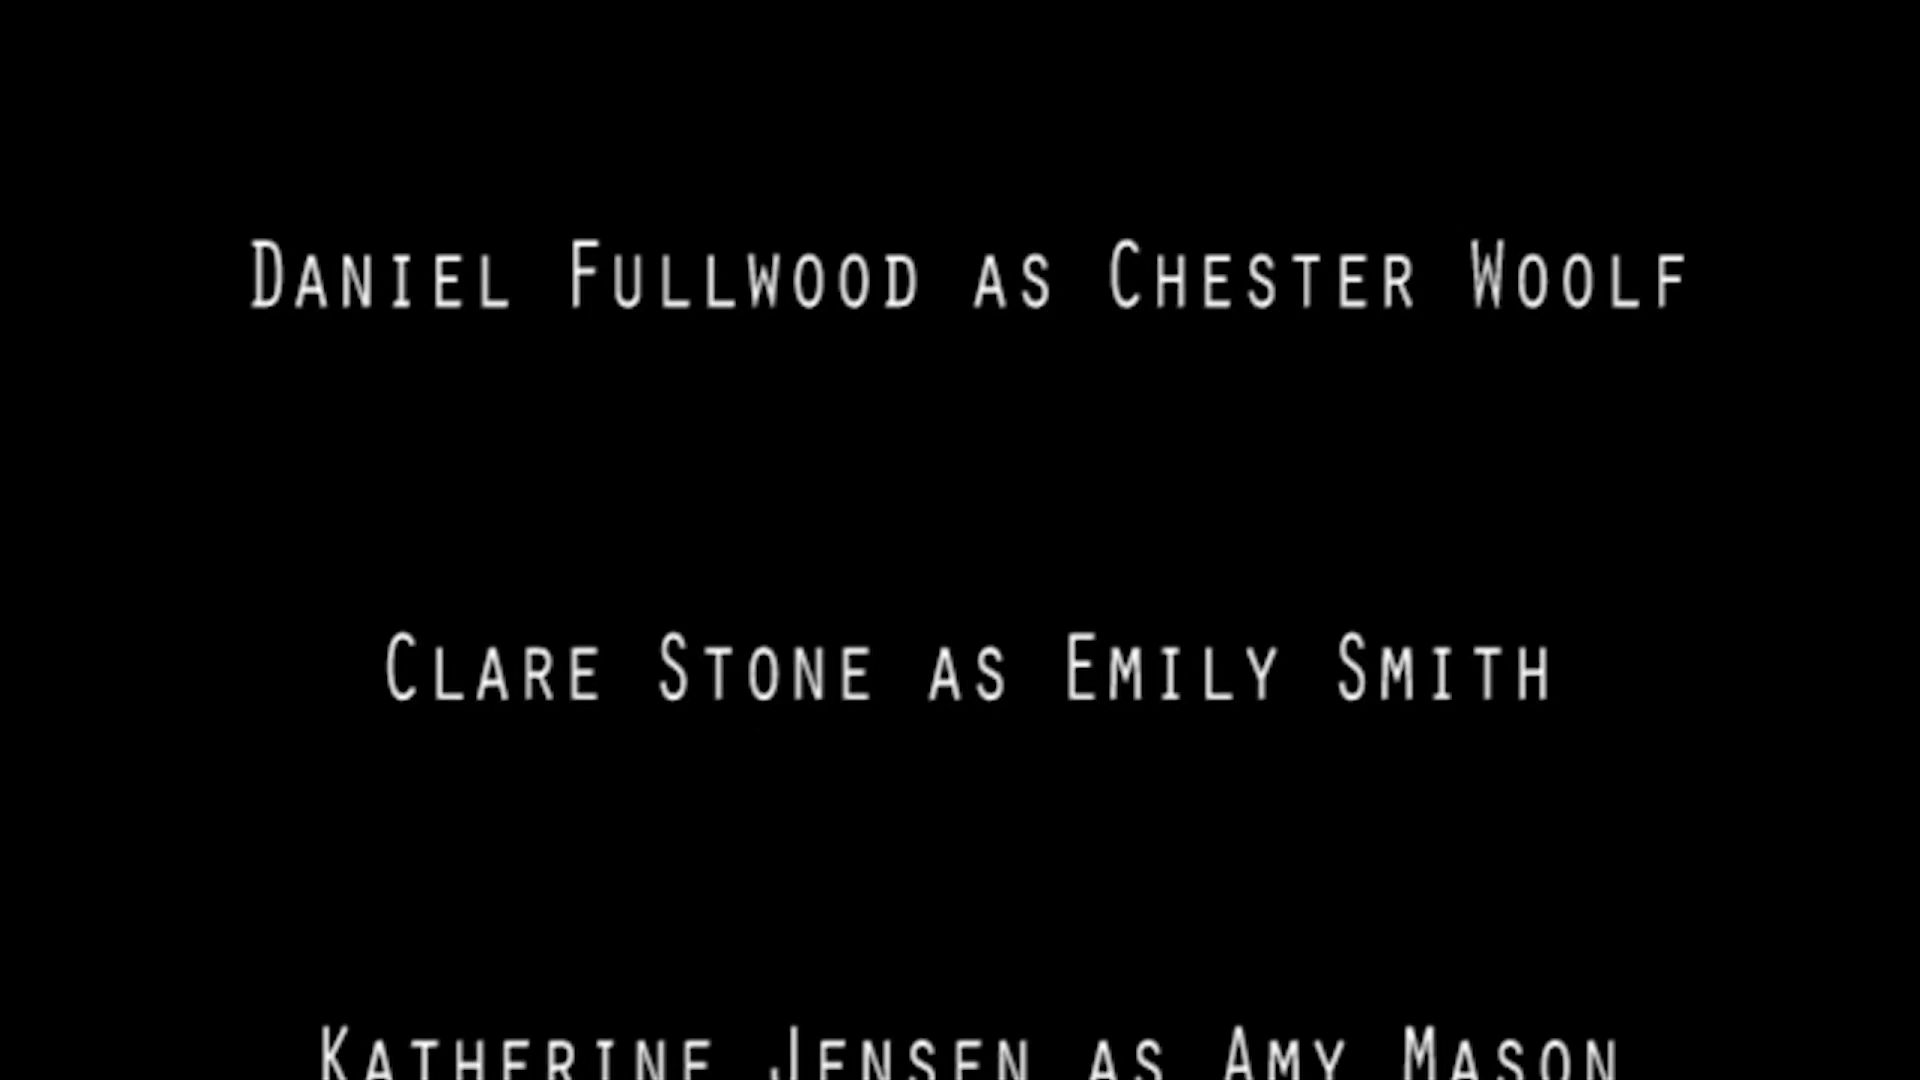 Daniel Fullwood as Chester Woolf
Clare Stone as Emily Smith
Katherine Jensen as Amy Mason